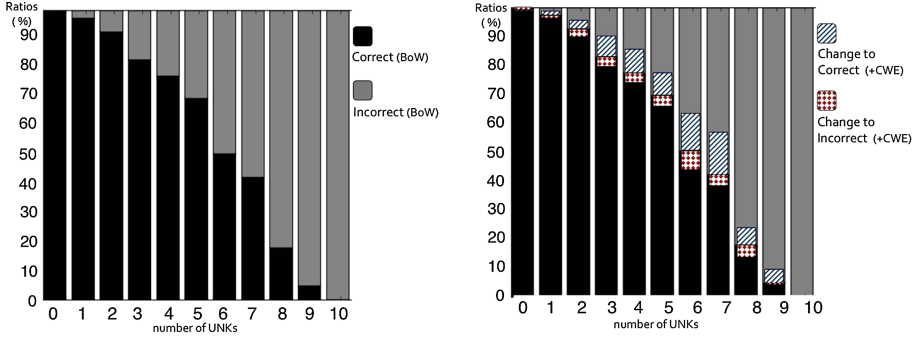 Ratios
(%)
90
80
70
60
50
40
30
20
10
0
0 1 2 3 4 5 6 7 8 9 10
number of UNKs
Correct (BoW)
Incorrect (BoW)
Ratios
(%)
90
80
70
60
50
40
30
20
10
0
0 1 2 3 4 5 6 7 8 9 10
number of UNKs
Change to
Correct (+CWE)
Change to
Incorrect (+CWE)